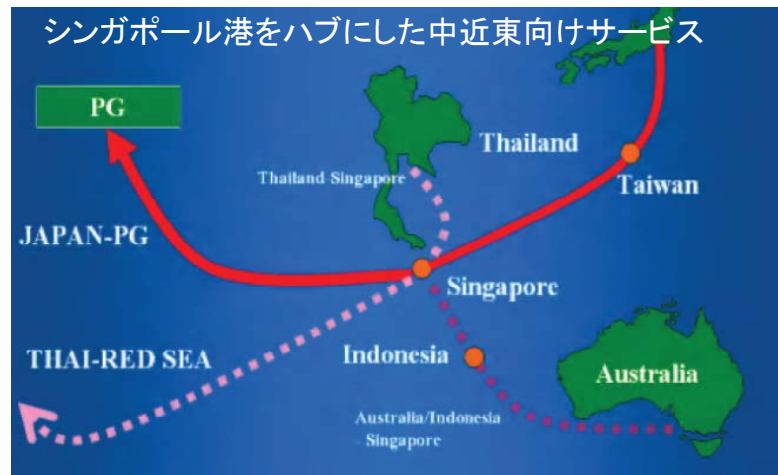 シンガポール港をハブにした中近東向けサービス
PG
Thailand
Thailand-Singapore
Taiwan
JAPAN-PG
Singapore
THAI-RED SEA
Indonesia
Australia
Australia/Indonesia
-Singapore